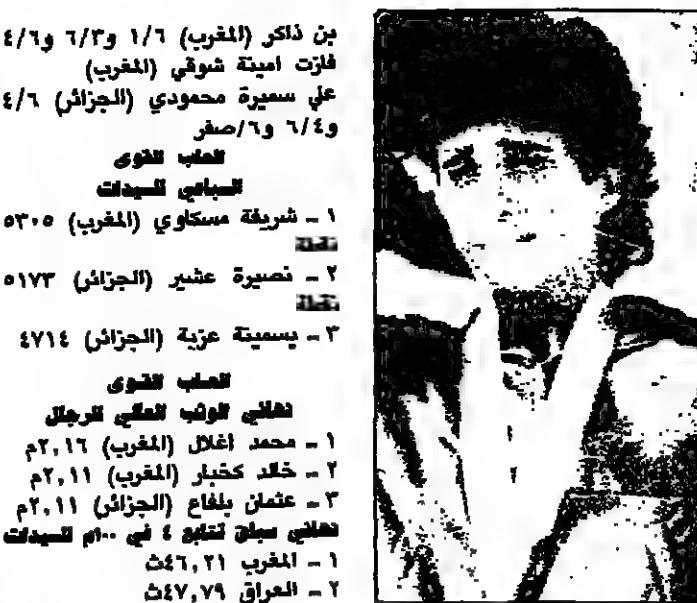 بن ذاكر (المغرب) ١/٦ و٦/٣ و٤/٦
فازت امينة شوقي (المغرب)
على سميرة محمودي (الجزائر) ٤/٦
و٦/٤ و٦/صفر
العاب القوى
السباعي للسيدات
١ ـ شريفة مسكاوي (المغرب) ٥٣٠٥
نقطة
٢ ـ نصيرة عشير (الجزائر) ٥١٧٣
نقطة
٣ ـ يسمينة عزبة (الجزائر) ٤٧١٤
العاب القوى
نهائي الوثب العالي للرجال
١ ـ محمد اغلال (المغرب) ٢,١٦م
٢ ـ خالد كخبار (المغرب) ٢,١١م
٣ ـ عثمان بلفاع (الجزائر) ٢,١١م
نهائي سباق تتابع ٤ في ١٠٠م للسيدات
١ ـ المغرب ٤٦,٢١ث
٢ ـ العراق ٤٧,٧٩ث